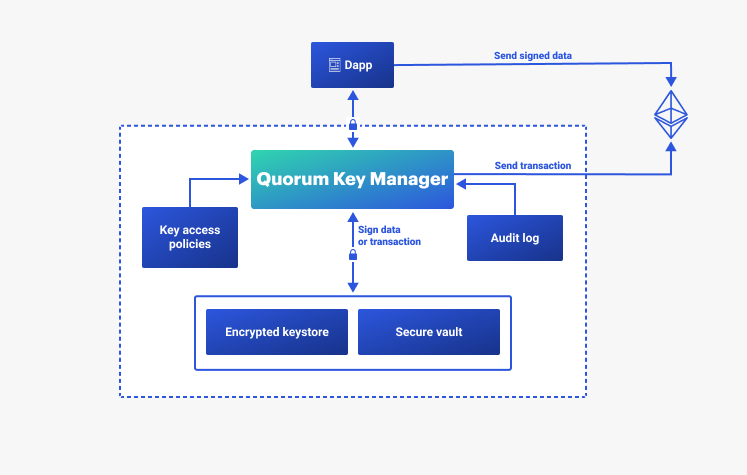 Dapp
Send signed data
Quorum Key Manager
Send transaction
Key access
policies
Sign data
or transaction
Audit log
Encrypted keystore
Secure vault